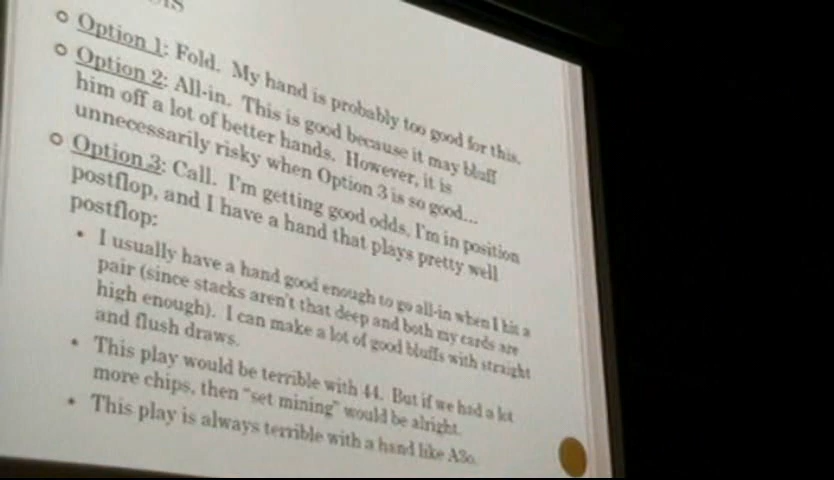 Option 1: Fold. My hand is probably too good for this.
Option 2: All-in. This is good because it may bluff
him off a lot of better hands. However, it is
unnecessarily risky when Option 3 is so good...
Option 3: Call. I'm getting good odds, I'm in position
postflop, and I have a hand that plays pretty well
postflop:
• I usually have a hand good enough to go all-in when I hit a
pair (since stacks aren't that deep and both my cards are
high enough). I can make a lot of good bluffs with straight
and flush draws.
• This play would be terrible with 44. But if we had a lot
more chips, then "set mining" would be alright.
• This play is always terrible with a hand like A3o.